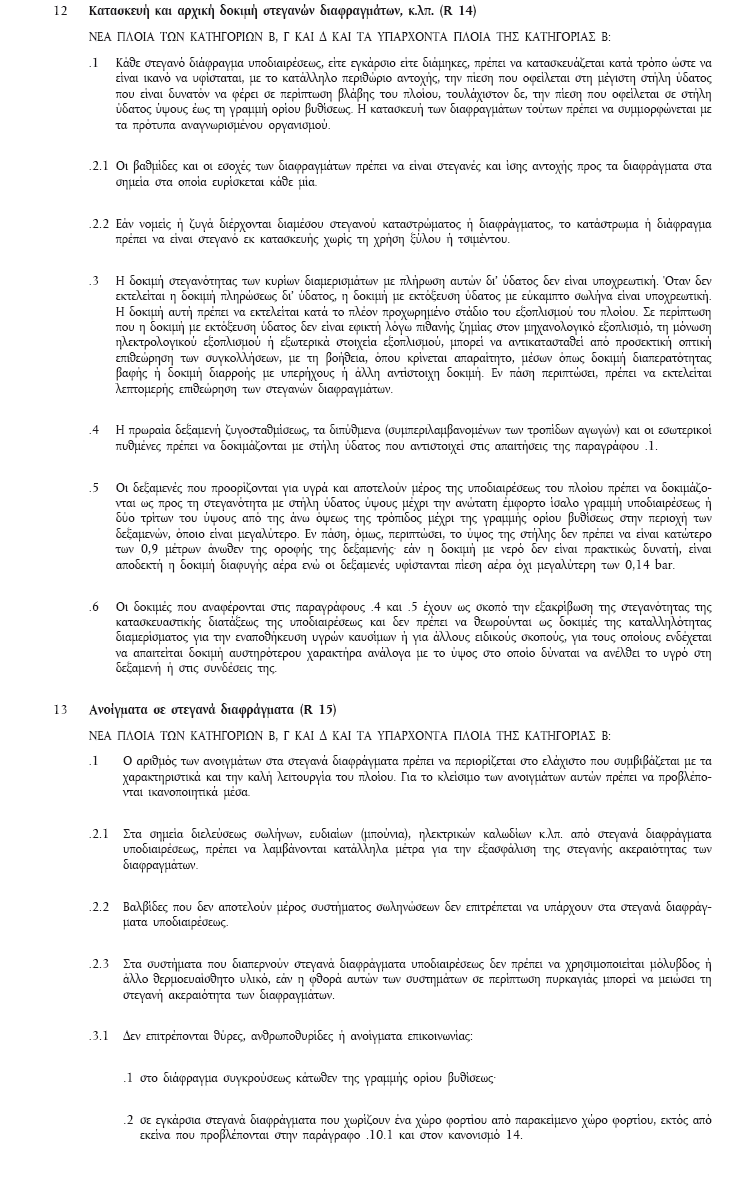 12 Κατασκευή και αρχική δοκιμή στεγανών διαφραγμάτων, κ.λπ. (R 14)
ΝΕΑ ΠΛΟΙΑ ΤΩΝ ΚΑΤΗΓΟΡΙΩΝ Β, Γ ΚΑΙ Δ ΚΑΙ ΤΑ ΥΠΑΡΧΟΝΤΑ ΠΛΟΙΑ ΤΗΣ ΚΑΤΗΓΟΡΙΑΣ Β:
.1 Κάθε στεγανό διάφραγμα υποδιαιρέσεως, είτε εγκάρσιο είτε διάμηκες, πρέπει να κατασκευάζεται κατά τρόπο ώστε να
είναι ικανό να υφίσταται, με το κατάλληλο περιθώριο αντοχής, την πίεση που οφείλεται στη μέγιστη στήλη ύδατος
που είναι δυνατόν να φέρει σε περίπτωση βλάβης του πλοίου, τουλάχιστον δε, την πίεση που οφείλεται σε στήλη
ύδατος ύψους έως τη γραμμή ορίου βυθίσεως. Η κατασκευή των διαφραγμάτων τούτων πρέπει να συμμορφώνεται με
τα πρότυπα αναγνωρισμένου οργανισμού.
.2.1 Οι βαθμίδες και οι εσοχές των διαφραγμάτων πρέπει να είναι στεγανές και ίσης αντοχής προς τα διαφράγματα στα
σημεία στα οποία ευρίσκεται κάθε μία.
.2.2 Εάν νομείς ή ζυγά διέρχονται διαμέσου στεγανού καταστρώματος ή διαφράγματος, το κατάστρωμα ή διάφραγμα
πρέπει να είναι στεγανό εκ κατασκευής χωρίς τη χρήση ξύλου ή τσιμέντου.
.3 Η δοκιμή στεγανότητας των κυρίων διαμερισμάτων με πλήρωση αυτών δι' ύδατος δεν είναι υποχρεωτική. Όταν δεν
εκτελείται η δοκιμή πληρώσεως δι' ύδατος, η δοκιμή με εκτόξευση ύδατος με εύκαμπτο σωλήνα είναι υποχρεωτική.
Η δοκιμή αυτή πρέπει να εκτελείται κατά το πλέον προχωρημένο στάδιο του εξοπλισμού του πλοίου. Σε περίπτωση
που η δοκιμή με εκτόξευση ύδατος δεν είναι εφικτή λόγω πιθανής ζημίας στον μηχανολογικό εξοπλισμό, τη μόνωση
ηλεκτρολογικού εξοπλισμού ή εξωτερικά στοιχεία εξοπλισμού, μπορεί να αντικατασταθεί από προσεκτική οπτική
επιθεώρηση των συγκολλήσεων, με τη βοήθεια, όπου κρίνεται απαραίτητο, μέσων όπως δοκιμή διαπερατότητας
βαφής ή δοκιμή διαρροής με υπερήχους ή άλλη αντίστοιχη δοκιμή. Εν πάση περιπτώσει, πρέπει να εκτελείται
λεπτομερής επιθεώρηση των στεγανών διαφραγμάτων.
.4 Η πρωραία δεξαμενή ζυγοσταθμίσεως, τα διπύθμενα (συμπεριλαμβανομένων των τροπίδων αγωγών) και οι εσωτερικοί
πυθμένες πρέπει να δοκιμάζονται με στήλη ύδατος που αντιστοιχεί στις απαιτήσεις της παραγράφου .1.
.5 Οι δεξαμενές που προορίζονται για υγρά και αποτελούν μέρος της υποδιαιρέσεως του πλοίου πρέπει να δοκιμάζο-
νται ως προς τη στεγανότητα με στήλη ύδατος ύψους μέχρι την ανώτατη έμφορτο ίσαλο γραμμή υποδιαιρέσεως ή
δύο τρίτων του ύψους από της άνω όψεως της τρόπιδος μέχρι της γραμμής ορίου βυθίσεως στην περιοχή των
δεξαμενών, όποιο είναι μεγαλύτερο. Εν πάση, όμως, περιπτώσει, το ύψος της στήλης δεν πρέπει να είναι κατώτερο
των 0,9 μέτρων άνωθεν της οροφής της δεξαμενής· εάν η δοκιμή με νερό δεν είναι πρακτικώς δυνατή, είναι
αποδεκτή η δοκιμή διαφυγής αέρα ενώ οι δεξαμενές υφίστανται πίεση αέρα όχι μεγαλύτερη των 0,14 bar.
.6 Οι δοκιμές που αναφέρονται στις παραγράφους .4 και .5 έχουν ως σκοπό την εξακρίβωση της στεγανότητας της
κατασκευαστικής διατάξεως της υποδιαιρέσεως και δεν πρέπει να θεωρούνται ως δοκιμές της καταλληλότητας
διαμερίσματος για την εναποθήκευση υγρών καυσίμων ή για άλλους ειδικούς σκοπούς, για τους οποίους ενδέχεται
να απαιτείται δοκιμή αυστηρότερου χαρακτήρα ανάλογα με το ύψος στο οποίο δύναται να ανέλθει το υγρό στη
δεξαμενή ή στις συνδέσεις της.
13 Ανοίγματα σε στεγανά διαφράγματα (R 15)
ΝΕΑ ΠΛΟΙΑ ΤΩΝ ΚΑΤΗΓΟΡΙΩΝ Β, Γ ΚΑΙ Δ ΚΑΙ ΤΑ ΥΠΑΡΧΟΝΤΑ ΠΛΟΙΑ ΤΗΣ ΚΑΤΗΓΟΡΙΑΣ Β:
.1 Ο αριθμός των ανοιγμάτων στα στεγανά διαφράγματα πρέπει να περιορίζεται στο ελάχιστο που συμβιβάζεται με τα
χαρακτηριστικά και την καλή λειτουργία του πλοίου. Για το κλείσιμο των ανοιγμάτων αυτών πρέπει να προβλέπο-
νται ικανοποιητικά μέσα.
.2.1 Στα σημεία διελεύσεως σωλήνων, ευδιαίων (μπούνια), ηλεκτρικών καλωδίων κ.λπ. από στεγανά διαφράγματα
υποδιαιρέσεως, πρέπει να λαμβάνονται κατάλληλα μέτρα για την εξασφάλιση της στεγανής ακεραιότητας των
διαφραγμάτων.
.2.2 Βαλβίδες που δεν αποτελούν μέρος συστήματος σωληνώσεων δεν επιτρέπεται να υπάρχουν στα στεγανά διαφράγ-
ματα υποδιαιρέσεως.
.2.3 Στα συστήματα που διαπερνούν στεγανά διαφράγματα υποδιαιρέσεως δεν πρέπει να χρησιμοποιείται μόλυβδος ή
άλλο θερμοευαίσθητο υλικό, εάν η φθορά αυτών των συστημάτων σε περίπτωση πυρκαγιάς μπορεί να μειώσει τη
στεγανή ακεραιότητα των διαφραγμάτων.
.3.1 Δεν επιτρέπονται θύρες, ανθρωποθυρίδες ή ανοίγματα επικοινωνίας:
.1 στο διάφραγμα συγκρούσεως κάτωθεν της γραμμής ορίου βυθίσεως·
.2 σε εγκάρσια στεγανά διαφράγματα που χωρίζουν ένα χώρο φορτίου από παρακείμενο χώρο φορτίου, εκτός από
εκείνα που προβλέπονται στην παράγραφο .10.1 και στον κανονισμό 14.